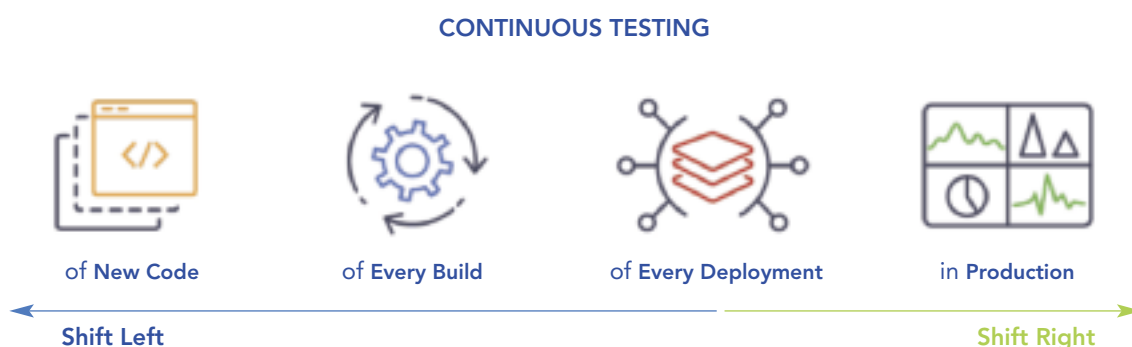 CONTINUOUS TESTING
</>
of New Code
of Every Build
of Every Deployment
in Production
Shift Left
Shift Right